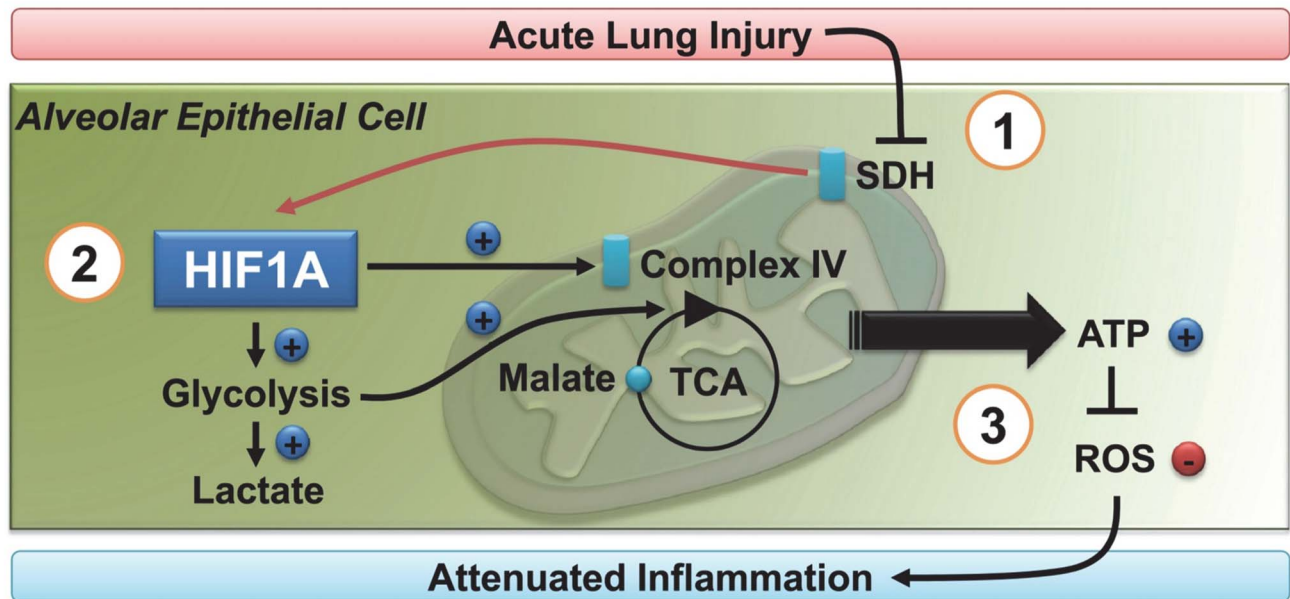 Acute Lung Injury
Alveolar Epithelial Cell
1
SDH
2
HIF1A
+
Complex IV
+
+
Glycolysis
Malate
TCA
ATP +
3
+
Lactate
ROS -
Attenuated Inflammation